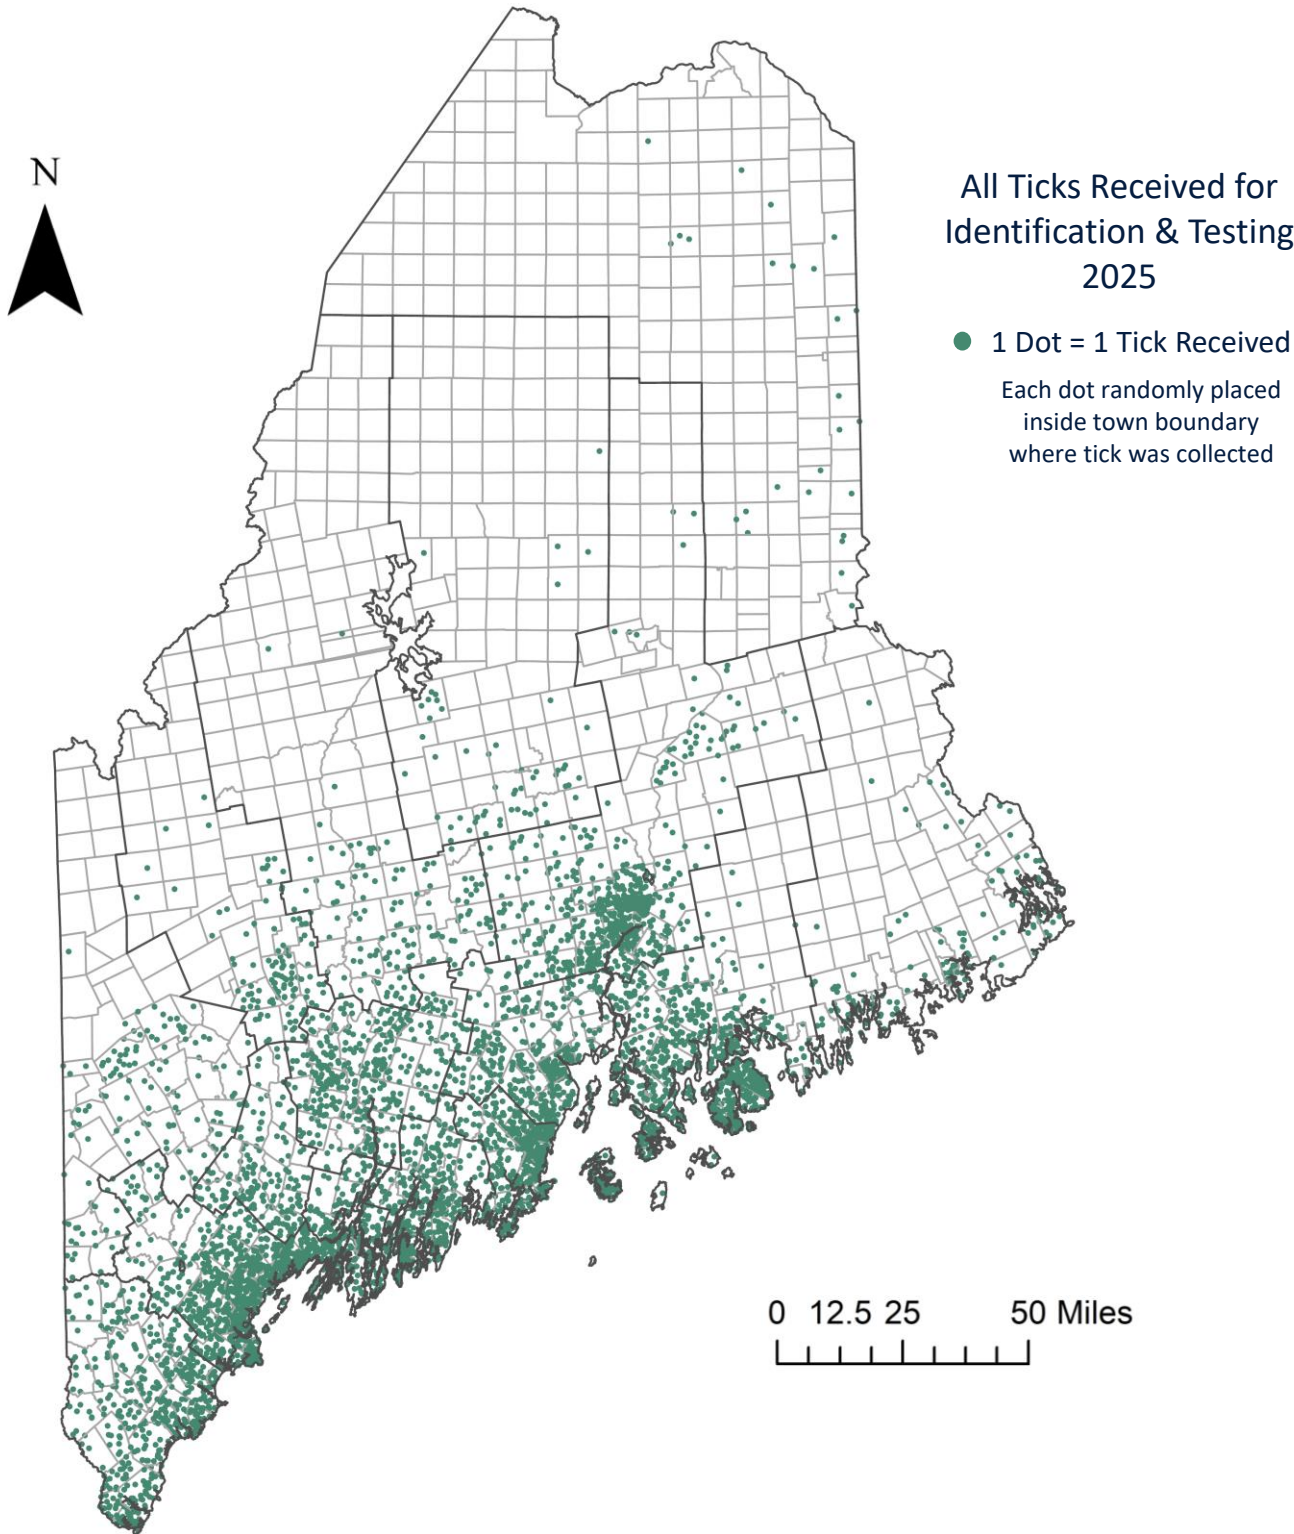 N
All Ticks Received for
Identification & Testing
2025
1 Dot = 1 Tick Received
Each dot randomly placed
inside town boundary
where tick was collected
0 12.5 25 50 Miles